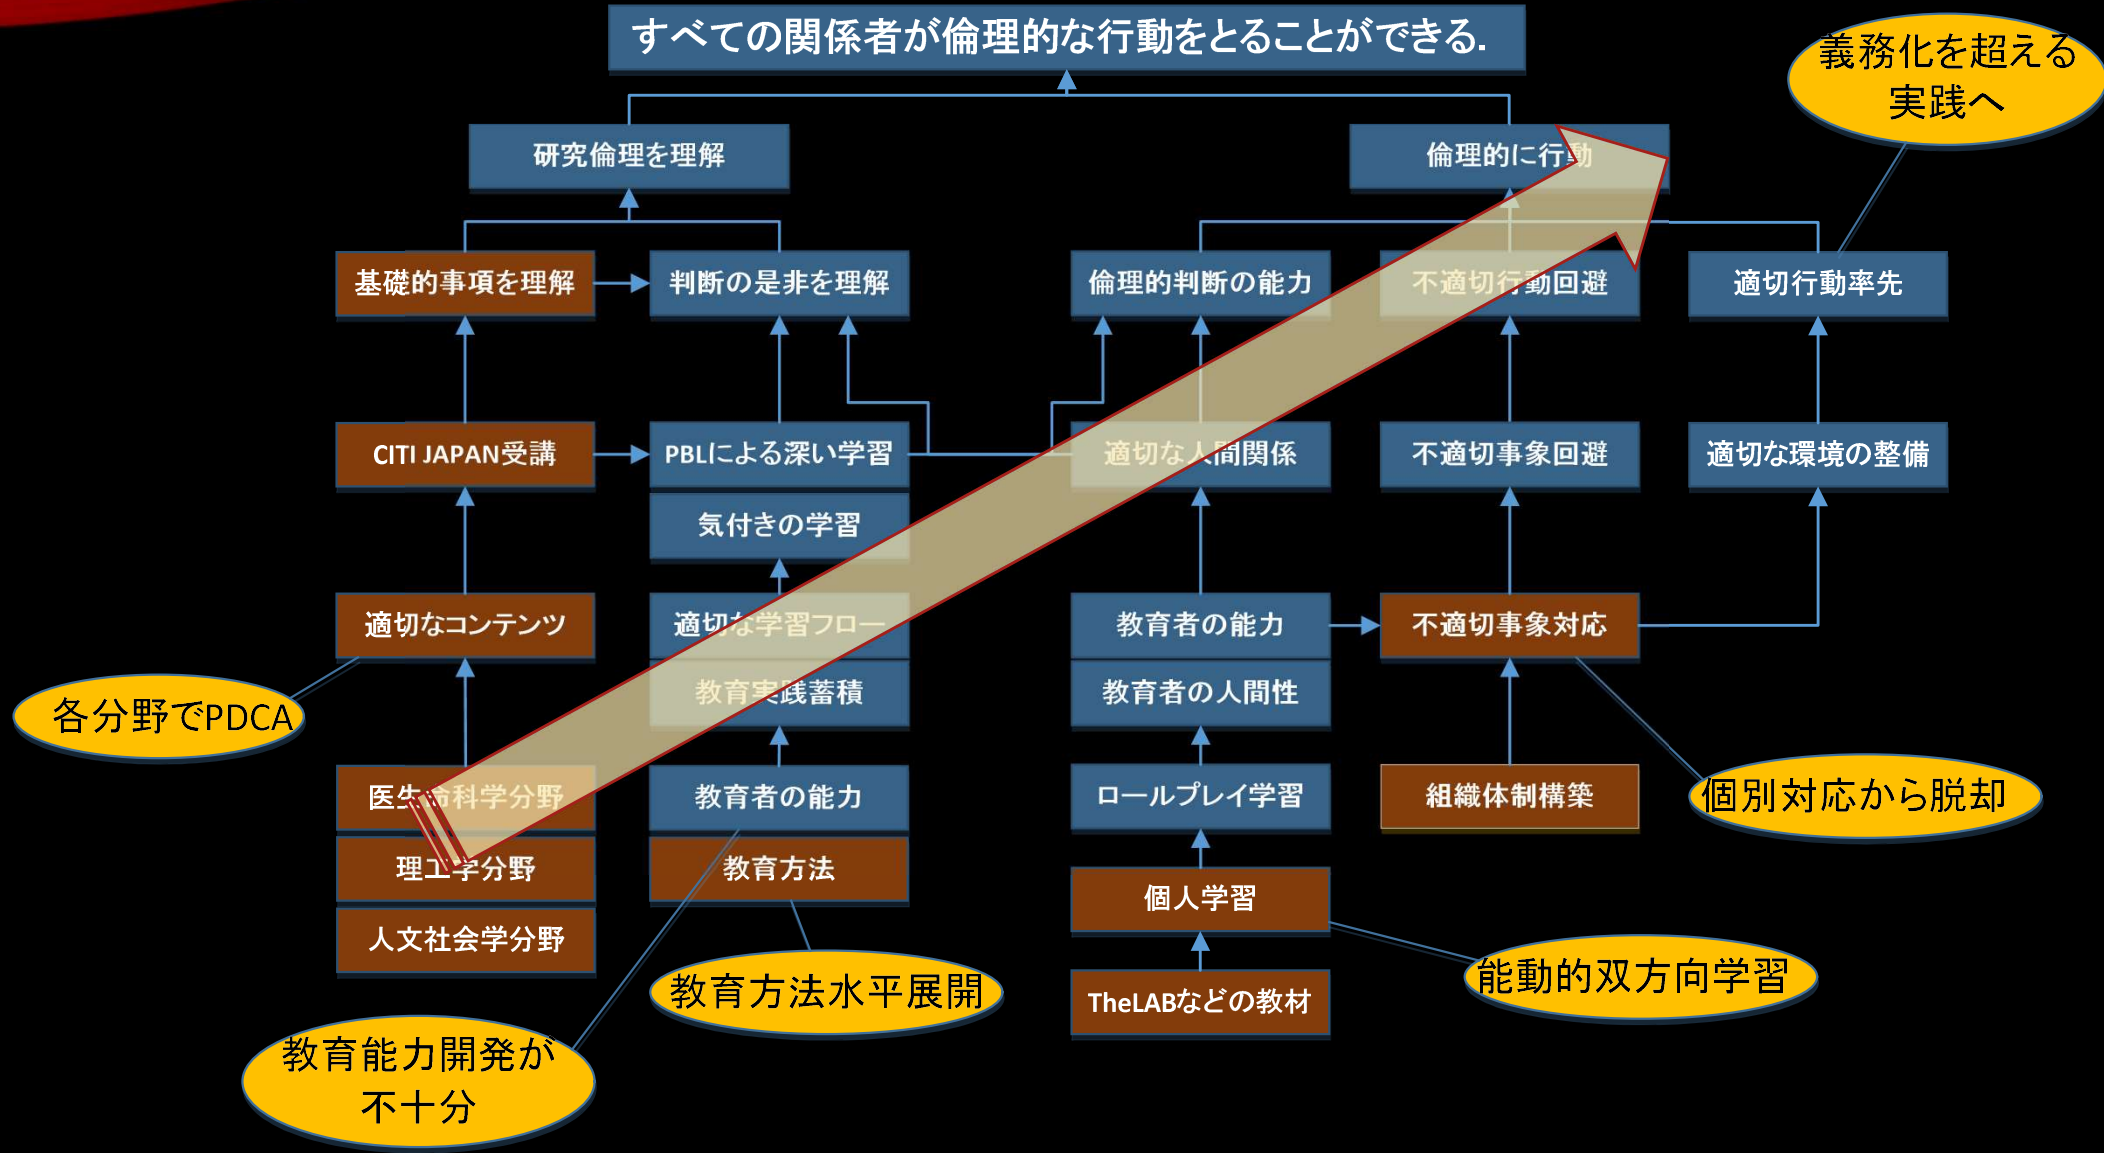 すべての関係者が倫理的な行動をとることができる.
義務化を超える
実践へ
研究倫理を理解
倫理的に行動
基礎的事項を理解
判断の是非を理解
倫理的判断の能力
不適切行動回避
適切行動率先
CITI JAPAN受講
PBLによる深い学習
適切な人間関係
不適切事象回避
適切な環境の整備
気付きの学習
適切なコンテンツ
適切な学習フロー
教育者の能力
不適切事象対応
教育実践蓄積
教育者の人間性
各分野でPDCA
医生命科学分野
教育者の能力
ロールプレイ学習
組織体制構築
個別対応から脱却
理工学分野
教育方法
個人学習
人文社会学分野
教育方法水平展開
能動的双方向学習
TheLABなどの教材
教育能力開発が
不十分